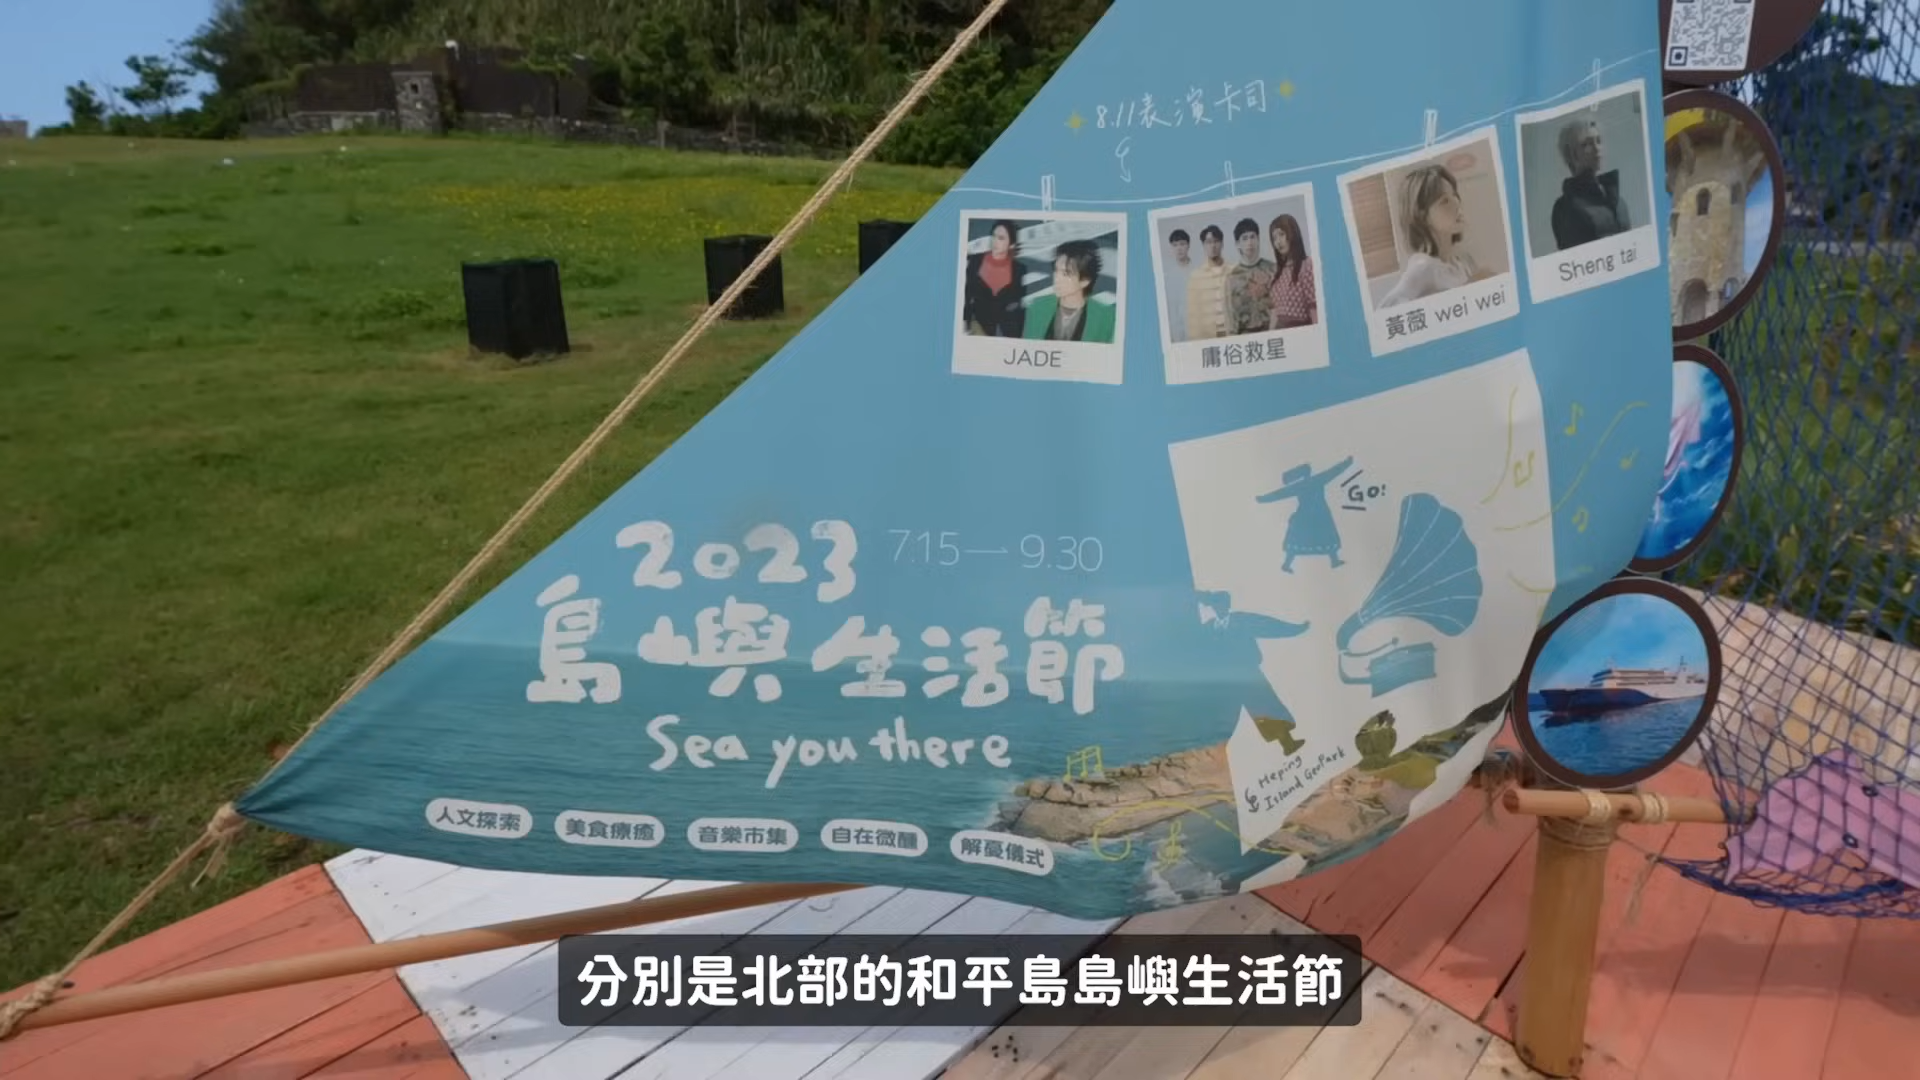 8.11表演卡司
JADE
庸俗救星
黃薇 wei wei
Sheng tai
Go!
2023
7.15—9.30
島嶼生活節
Sea you there
Heping
Island GeoPark
人文探索
美食療癒
音樂市集
自在微醺
解憂儀式
分別是北部的和平島島嶼生活節